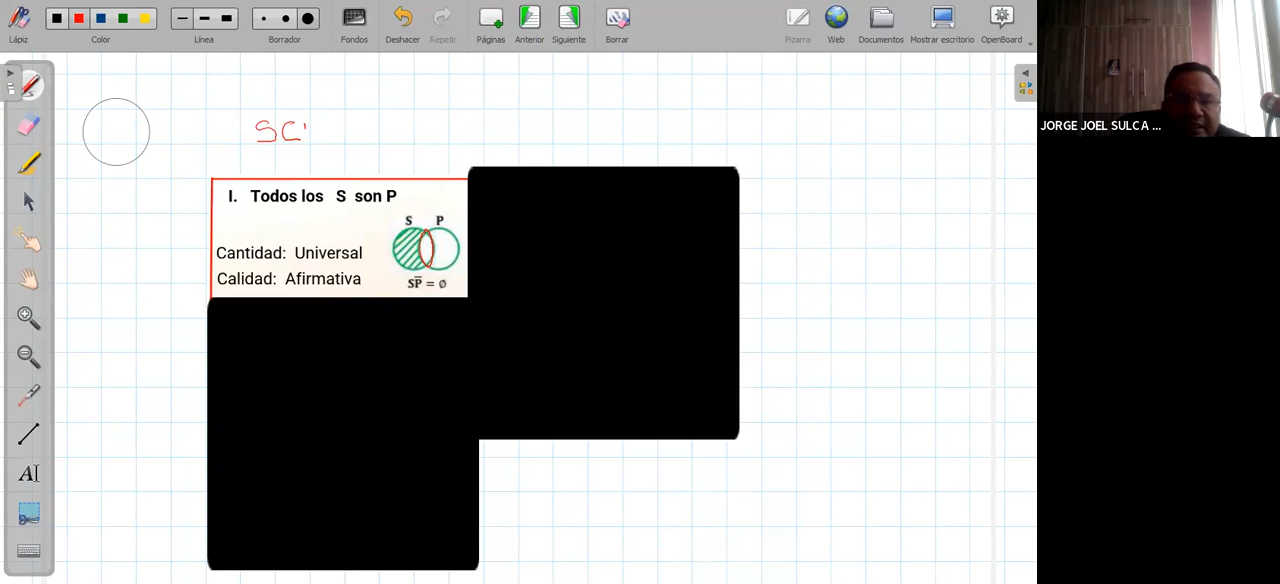 Lápiz
Color
Línea
Borrador
Fondos
Deshacer
Repetir
Páginas
Anterior
Siguiente
Borrar
Pizarra
Web
Documentos
Mostrar escritorio
OpenBoard
JORGE JOEL SULCA ...
SC'
I. Todos los S son P
S P
Cantidad: Universal
Calidad: Afirmativa
SP̅ = ∅
A